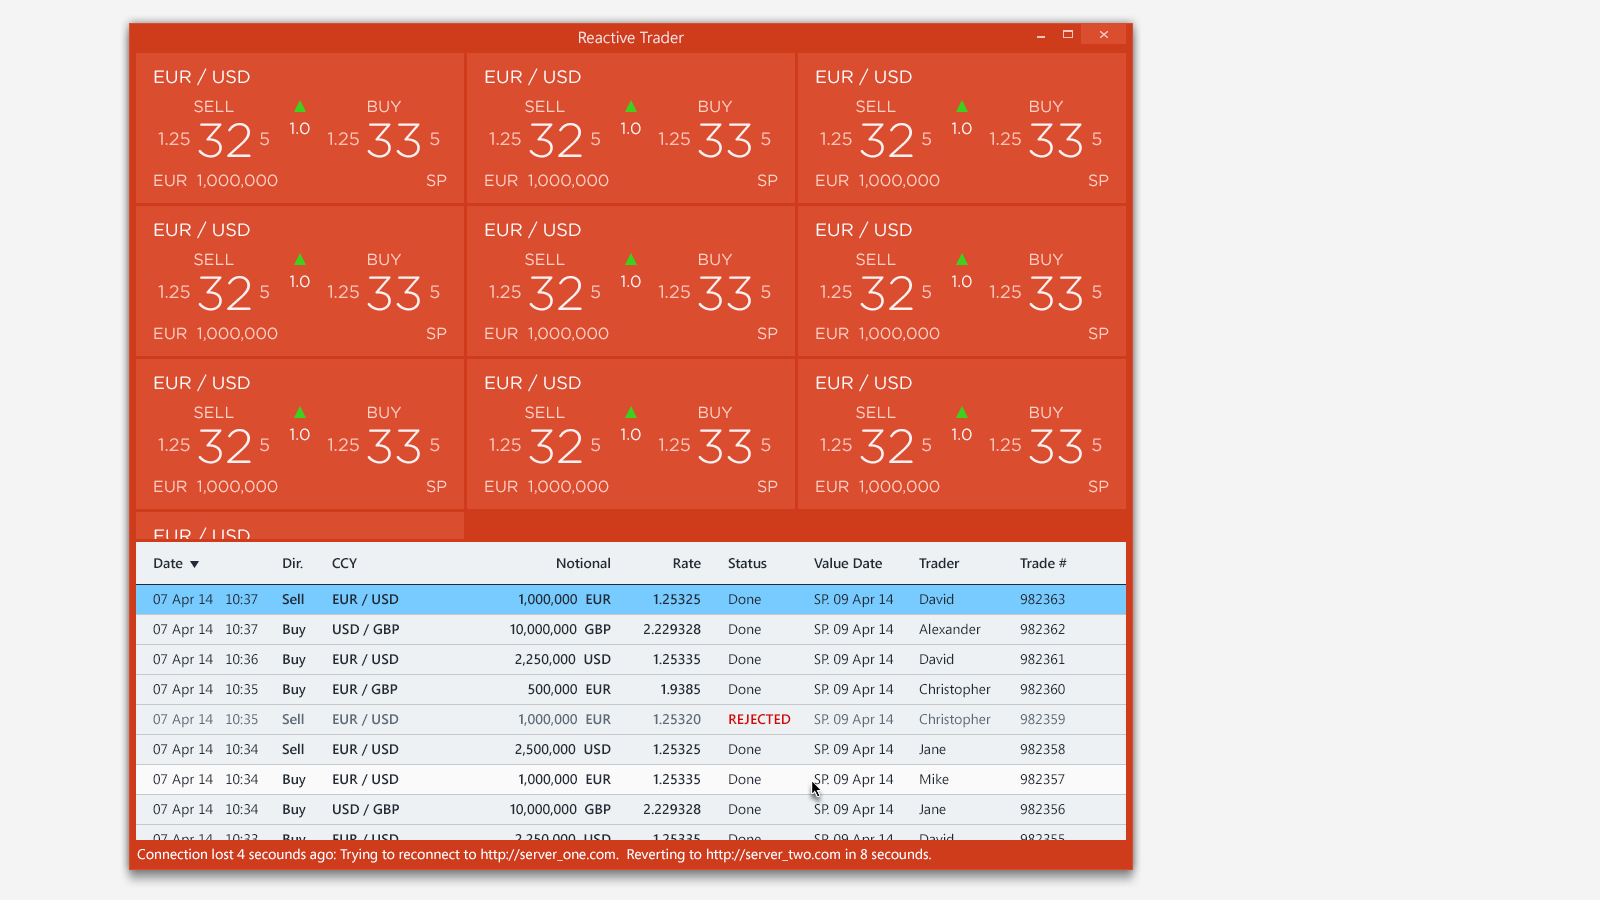 Reactive Trader
EUR / USD EUR / USD EUR / USD
SELL BUY SELL BUY SELL BUY
1.25 32 5 1.0 1.25 33 5 1.25 32 5 1.0 1.25 33 5 1.25 32 5 1.0 1.25 33 5
EUR 1,000,000 SP EUR 1,000,000 SP EUR 1,000,000 SP
EUR / USD EUR / USD EUR / USD
SELL BUY SELL BUY SELL BUY
1.25 32 5 1.0 1.25 33 5 1.25 32 5 1.0 1.25 33 5 1.25 32 5 1.0 1.25 33 5
EUR 1,000,000 SP EUR 1,000,000 SP EUR 1,000,000 SP
EUR / USD EUR / USD EUR / USD
SELL BUY SELL BUY SELL BUY
1.25 32 5 1.0 1.25 33 5 1.25 32 5 1.0 1.25 33 5 1.25 32 5 1.0 1.25 33 5
EUR 1,000,000 SP EUR 1,000,000 SP EUR 1,000,000 SP
EUR / USD
Date Dir. CCY Notional Rate Status Value Date Trader Trade #
07 Apr 14 10:37 Sell EUR / USD 1,000,000 EUR 1.25325 Done SP. 09 Apr 14 David 982363
07 Apr 14 10:37 Buy USD / GBP 10,000,000 GBP 2.229328 Done SP. 09 Apr 14 Alexander 982362
07 Apr 14 10:36 Buy EUR / USD 2,250,000 USD 1.25335 Done SP. 09 Apr 14 David 982361
07 Apr 14 10:35 Buy EUR / GBP 500,000 EUR 1.9385 Done SP. 09 Apr 14 Christopher 982360
07 Apr 14 10:35 Sell EUR / USD 1,000,000 EUR 1.25320 REJECTED SP. 09 Apr 14 Christopher 982359
07 Apr 14 10:34 Sell EUR / USD 2,500,000 USD 1.25325 Done SP. 09 Apr 14 Jane 982358
07 Apr 14 10:34 Buy EUR / USD 1,000,000 EUR 1.25335 Done SP. 09 Apr 14 Mike 982357
07 Apr 14 10:34 Buy USD / GBP 10,000,000 GBP 2.229328 Done SP. 09 Apr 14 Jane 982356
07 Apr 14 10:33 Buy EUR / USD 2,250,000 USD 1.25335 Done SP. 09 Apr 14 David 982355
Connection lost 4 secounds ago: Trying to reconnect to http://server_one.com. Reverting to http://server_two.com in 8 secounds.